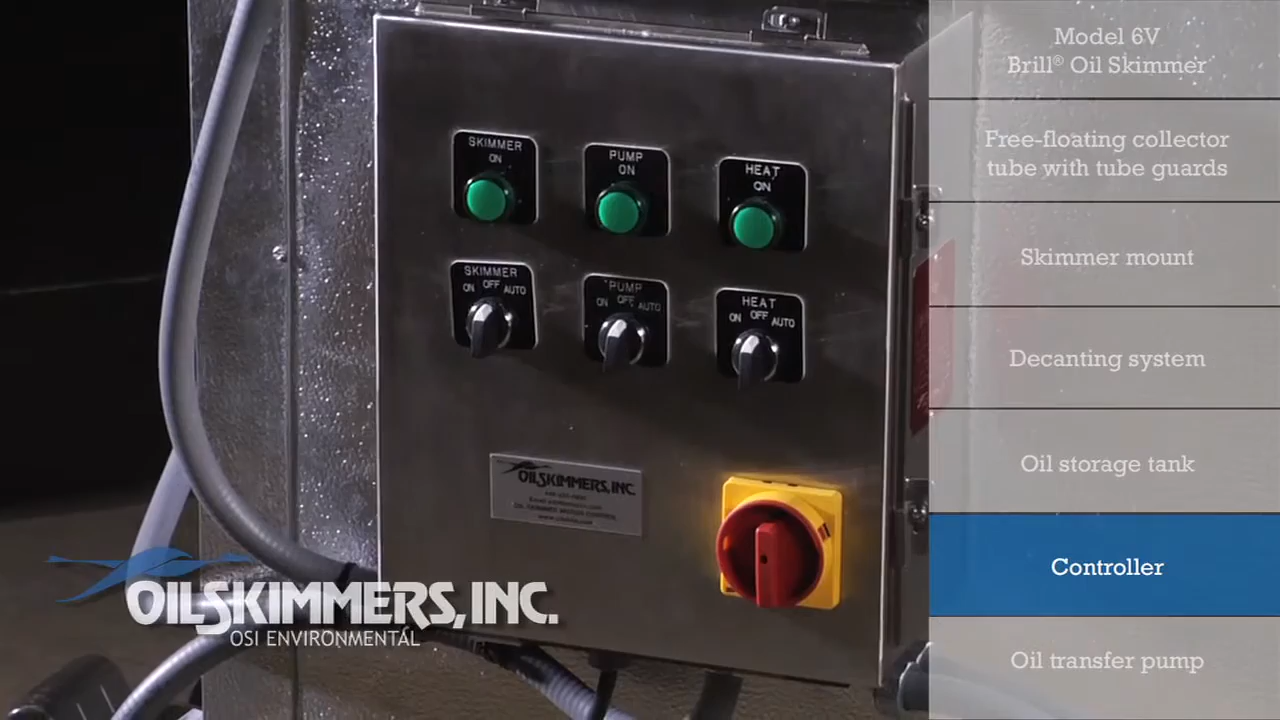 SKIMMER
ON
PUMP
ON
HEAT
ON
SKIMMER
ON OFF AUTO
PUMP
ON OFF AUTO
HEAT
ON OFF AUTO
OILSKIMMERS, INC.
OILSKIMMERS, INC.
OSI ENVIRONMENTAL
Model 6V
Brill® Oil Skimmer
Free-floating collector
tube with tube guards
Skimmer mount
Decanting system
Oil storage tank
Controller
Oil transfer pump